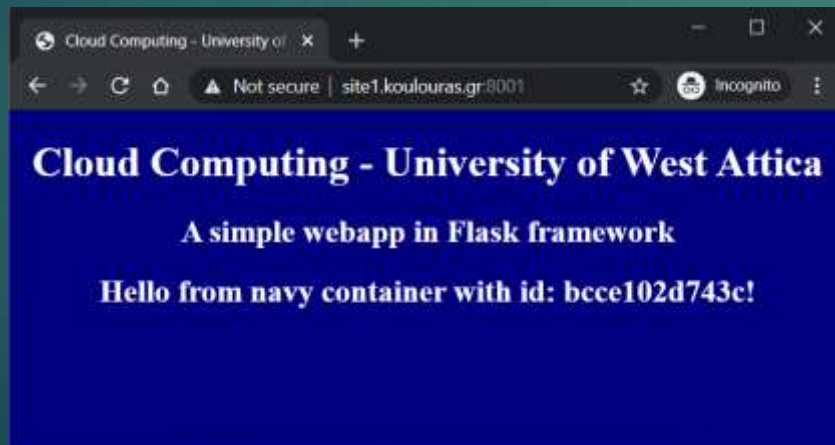 Cloud Computing - University of
Not secure | site1.koulouras.gr:8001
Incognito
Cloud Computing - University of West Attica
A simple webapp in Flask framework
Hello from navy container with id: bcce102d743c!